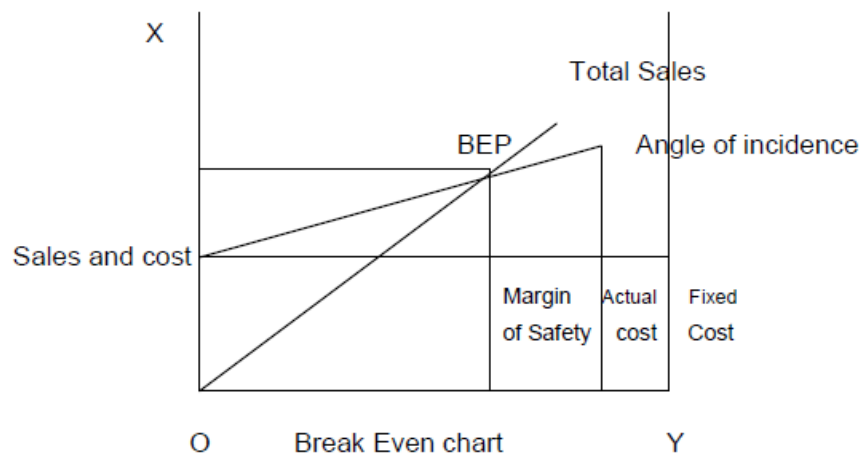 X
Total Sales
BEP
Angle of incidence
Sales and cost
Margin of Safety
Actual cost
Fixed Cost
O
Break Even chart
Y